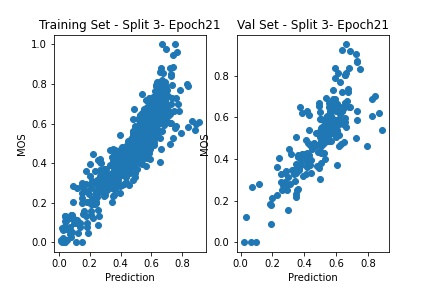 Training Set - Split 3- Epoch21
MOS
1.0
0.8
0.6
0.4
0.2
0.0
0.0 0.2 0.4 0.6 0.8
Prediction
Val Set - Split 3- Epoch21
MOS
0.8
0.6
0.4
0.2
0.0
0.0 0.2 0.4 0.6 0.8
Prediction